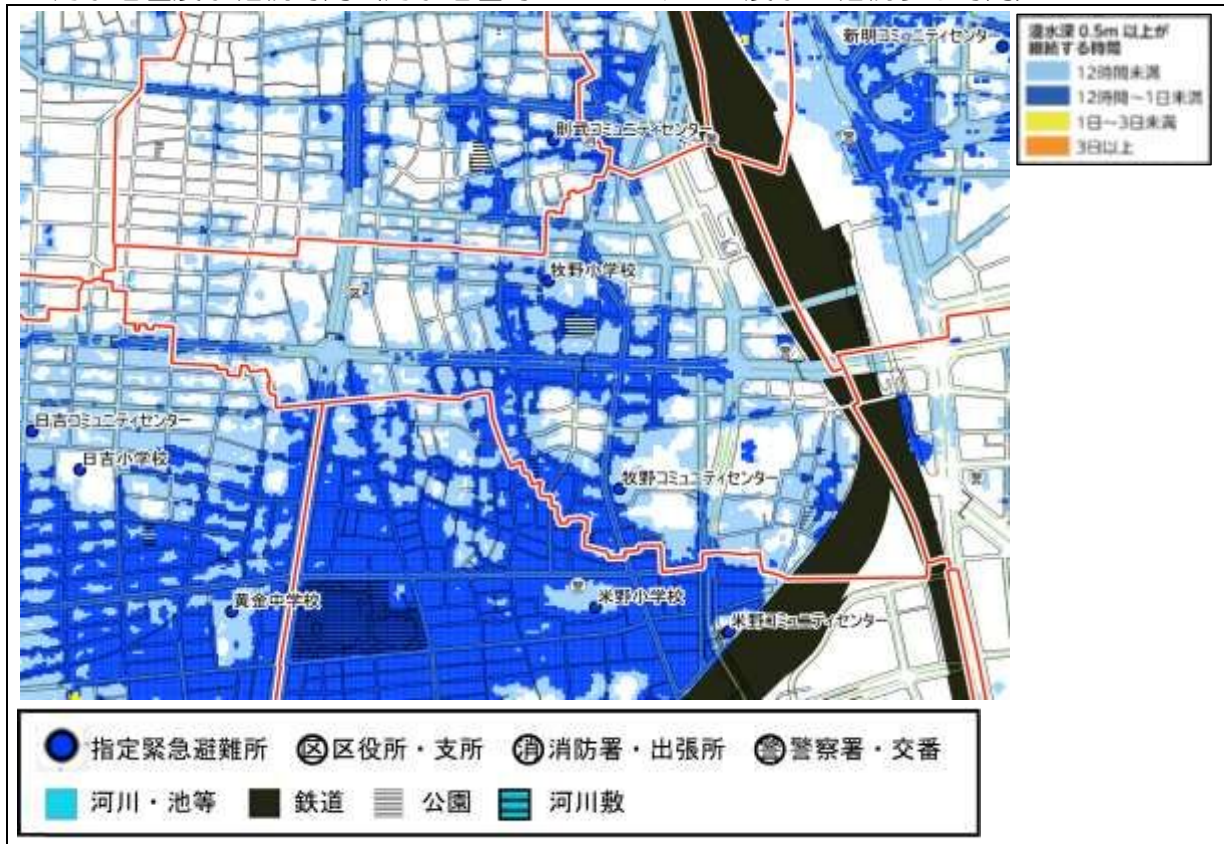 新明コミュニティセンター
則武コミュニティセンター
牧野小学校
区
日吉コミュニティセンター
日吉小学校
牧野コミュニティセンター
黄金中学校
米野小学校
米野コミュニティセンター
浸水深 0.5m 以上が
継続する時間
12時間未満
12時間～1日未満
1日～3日未満
3日以上
指定緊急避難所 区 区役所・支所 消 消防署・出張所 警 警察署・交番
河川・池等 鉄道 公園 河川敷